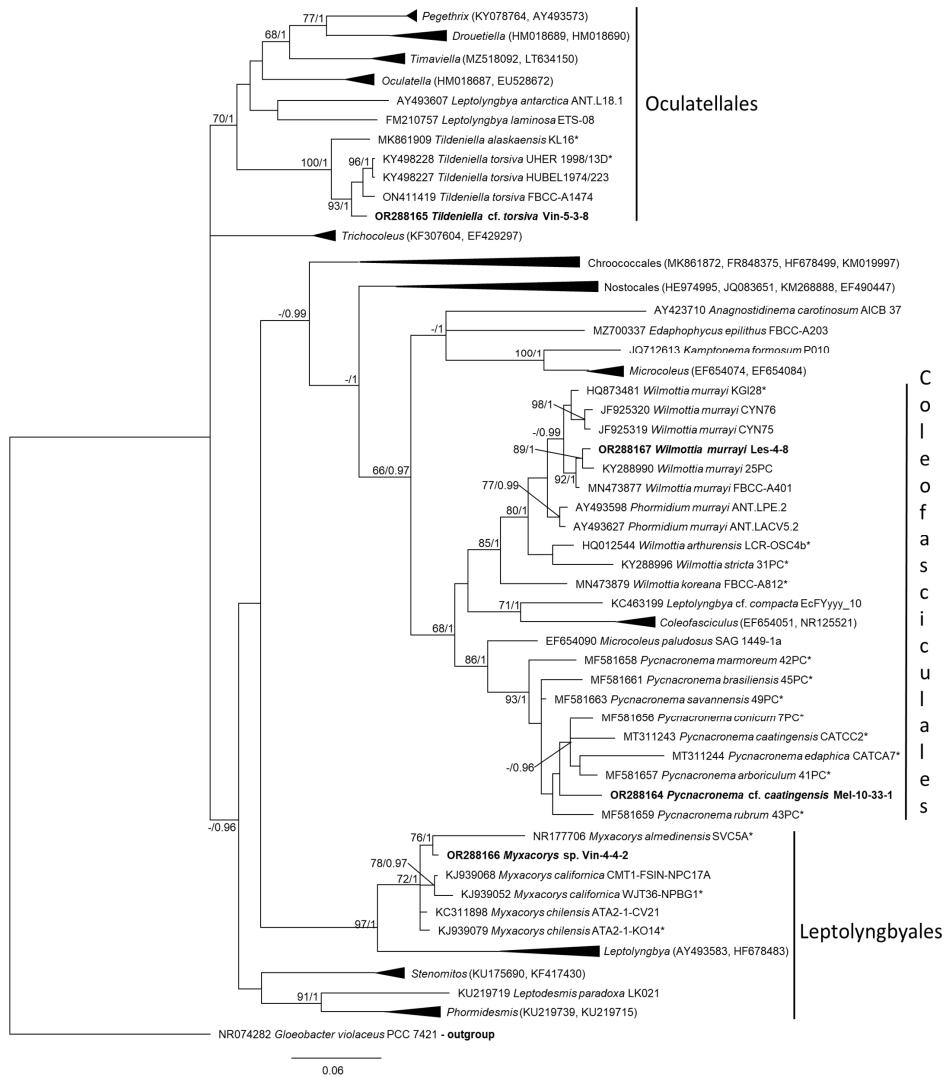 77/1
Pegethrix (KY078764, AY493573)
68/1
Drouetiella (HM018689, HM018690)
Timaviella (MZ518092, LT634150)
Oculatella (HM018687, EU528672)
AY493607 Leptolyngbya antarctica ANT.L18.1
Oculatellales
70/1
FM210757 Leptolyngbya laminosa ETS-08
MK861909 Tildeniella alaskaensis KL16*
100/1
96/1
KY498228 Tildeniella torsiva UHER 1998/13D*
KY498227 Tildeniella torsiva HUBEL1974/223
ON411419 Tildeniella torsiva FBCC-A1474
93/1
OR288165 Tildeniella cf. torsiva Vin-5-3-8
Trichocoleus (KF307604, EF429297)
Chroococcales (MK861872, FR848375, HF678499, KM019997)
-/0.99
Nostocales (HE974995, JQ083651, KM268888, EF490447)
AY423710 Anagnostidinema carotinosum AICB 37
-/1
MZ700337 Edaphophycus epilithus FBCC-A203
100/1
JQ712613 Kamptonema formosum P010
Microcoleus (EF654074, EF654084)
-/1
Coleofasciculales
HQ873481 Wilmottia murrayi KGI28*
98/1
JF925320 Wilmottia murrayi CYN76
JF925319 Wilmottia murrayi CYN75
-/0.99
OR288167 Wilmottia murrayi Les-4-8
89/1
KY288990 Wilmottia murrayi 25PC
66/0.97
92/1
MN473877 Wilmottia murrayi FBCC-A401
77/0.99
AY493598 Phormidium murrayi ANT.LPE.2
80/1
AY493627 Phormidium murrayi ANT.LACV5.2
85/1
HQ012544 Wilmottia arthurensis LCR-OSC4b*
KY288996 Wilmottia stricta 31PC*
MN473879 Wilmottia koreana FBCC-A812*
71/1
KC463199 Leptolyngbya cf. compacta EcFYyyy_10
Coleofasciculus (EF654051, NR125521)
68/1
EF654090 Microcoleus paludosus SAG 1449-1a
86/1
MF581658 Pycnacronema marmoreum 42PC*
MF581661 Pycnacronema brasiliensis 45PC*
93/1
MF581663 Pycnacronema savannensis 49PC*
MF581656 Pycnacronema conicum 7PC*
MT311243 Pycnacronema caatingensis CATCC2*
MT311244 Pycnacronema edaphica CATCA7*
-/0.96
MF581657 Pycnacronema arboriculum 41PC*
OR288164 Pycnacronema cf. caatingensis Mel-10-33-1
MF581659 Pycnacronema rubrum 43PC*
-/0.96
76/1
NR177706 Myxacorys almedinensis SVC5A*
OR288166 Myxacorys sp. Vin-4-4-2
78/0.97
72/1
KJ939068 Myxacorys californica CMT1-FSIN-NPC17A
KJ939052 Myxacorys californica WJT36-NPBG1*
KC311898 Myxacorys chilensis ATA2-1-CV21
97/1
KJ939079 Myxacorys chilensis ATA2-1-KO14*
Leptolyngbyales
Leptolyngbya (AY493583, HF678483)
Stenomitos (KU175690, KF417430)
91/1
KU219719 Leptodesmis paradoxa LK021
Phormidesmis (KU219739, KU219715)
NR074282 Gloeobacter violaceus PCC 7421 - outgroup
0.06